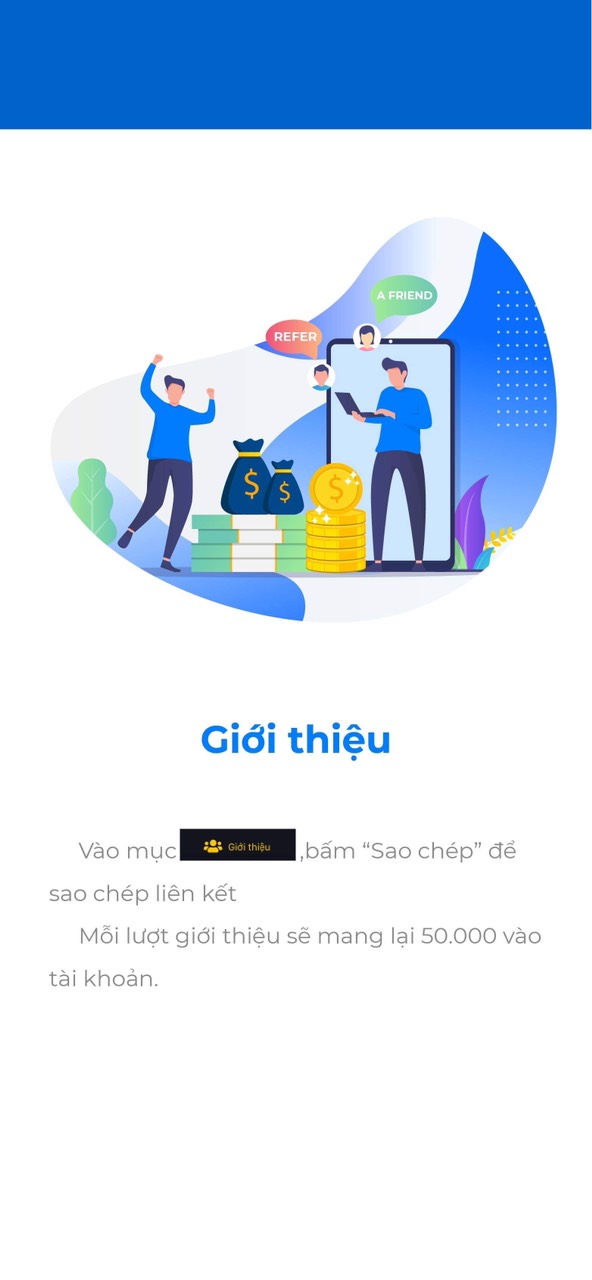 A FRIEND
REFER
$
$
$
Giới thiệu
Vào mục Giới thiệu ,bấm “Sao chép” để
sao chép liên kết
Mỗi lượt giới thiệu sẽ mang lại 50.000 vào
tài khoản.